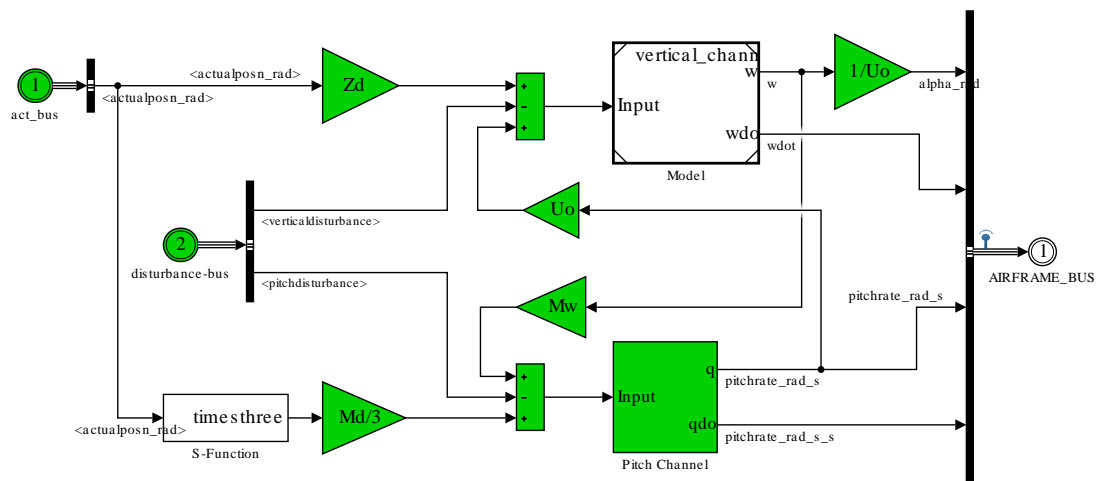 vertical_chann
<actualposn_rad>
1
Zd
w
1/Uo
<actualposn_rad>
w
alpha_rad
act_bus
Input
wdo
wdot
Model
Uo
<verticaldisturbance>
2
1
disturbance-bus
<pitchdisturbance>
AIRFRAME_BUS
pitchrate_rad_s
Mw
q
pitchrate_rad_s
Input
timesthree
Md/3
<actualposn_rad>
qdo
pitchrate_rad_s_s
S-Function
Pitch Channel